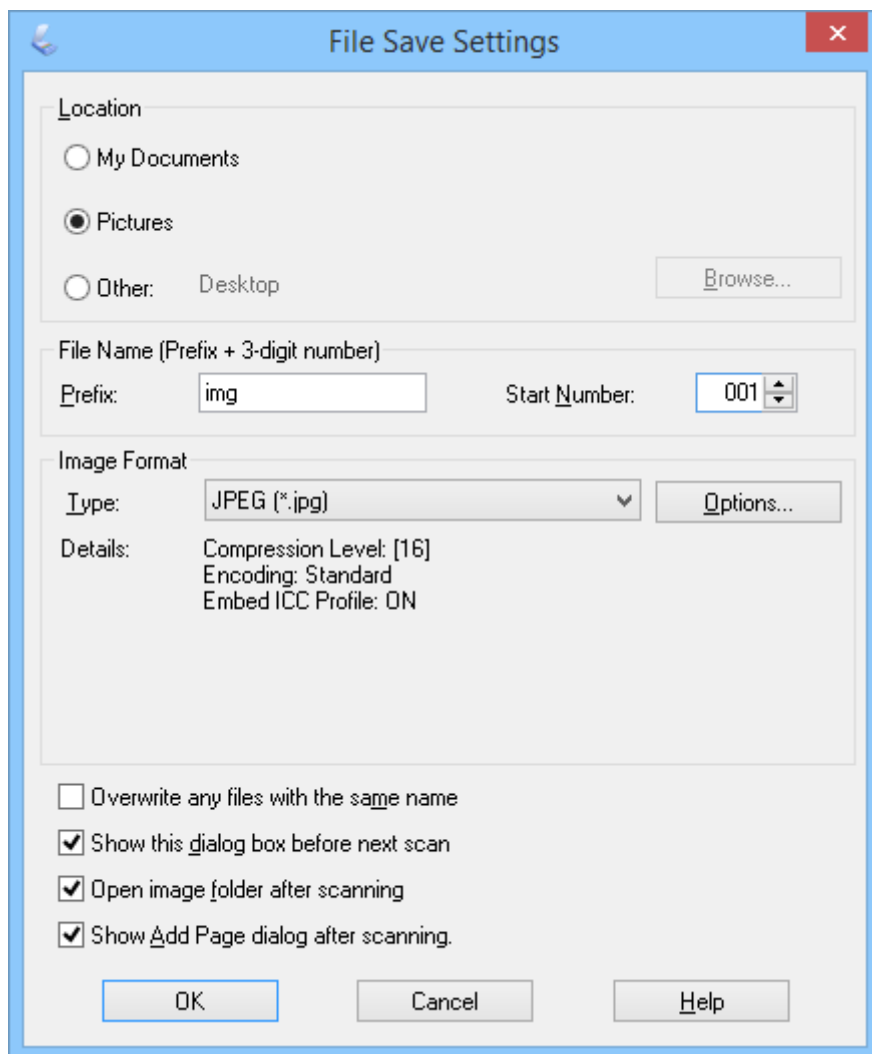 File Save Settings
Location
My Documents
Pictures
Other: Desktop Browse...
File Name (Prefix + 3-digit number)
Prefix: img Start Number: 001
Image Format
Type: JPEG (*.jpg) Options...
Details: Compression Level: [16]
Encoding: Standard
Embed ICC Profile: ON
Overwrite any files with the same name
Show this dialog box before next scan
Open image folder after scanning
Show Add Page dialog after scanning.
OK Cancel Help